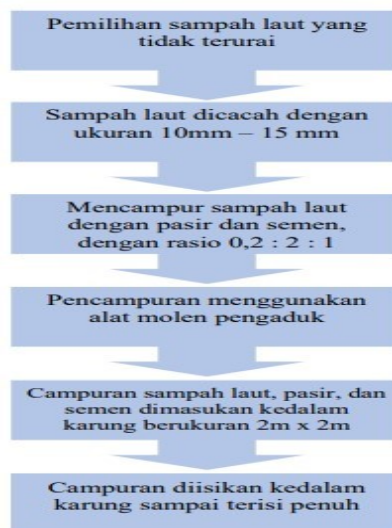 Pemilihan sampah laut yang
tidak terurai
Sampah laut dicacah dengan
ukuran 10mm – 15 mm
Mencampur sampah laut
dengan pasir dan semen,
dengan rasio 0,2 : 2 : 1
Pencampuran menggunakan
alat molen pengaduk
Campuran sampah laut, pasir, dan
semen dimasukan kedalam
karung berukuran 2m x 2m
Campuran diisikan kedalam
karung sampai terisi penuh